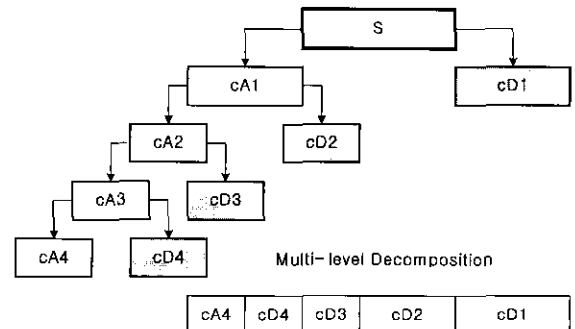 S
cA1 cD1
cA2 cD2
cA3 cD3
cA4 cD4
Multi-level Decomposition
cA4 cD4 cD3 cD2 cD1